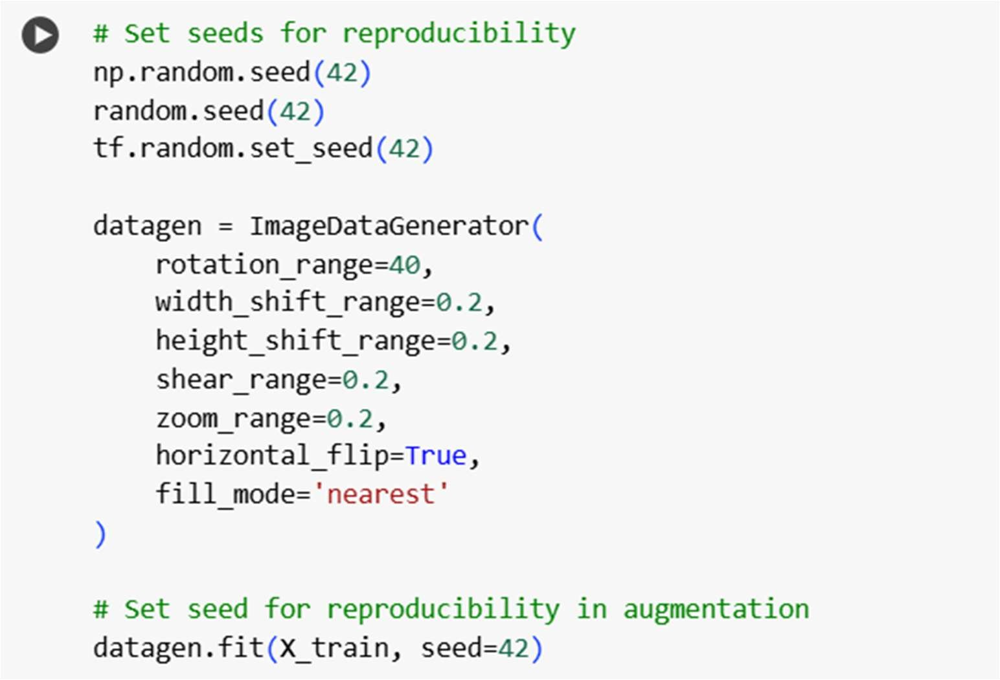 # Set seeds for reproducibility
np.random.seed(42)
random.seed(42)
tf.random.set_seed(42)
datagen = ImageDataGenerator(
    rotation_range=40,
    width_shift_range=0.2,
    height_shift_range=0.2,
    shear_range=0.2,
    zoom_range=0.2,
    horizontal_flip=True,
    fill_mode='nearest'
)
# Set seed for reproducibility in augmentation
datagen.fit(X_train, seed=42)